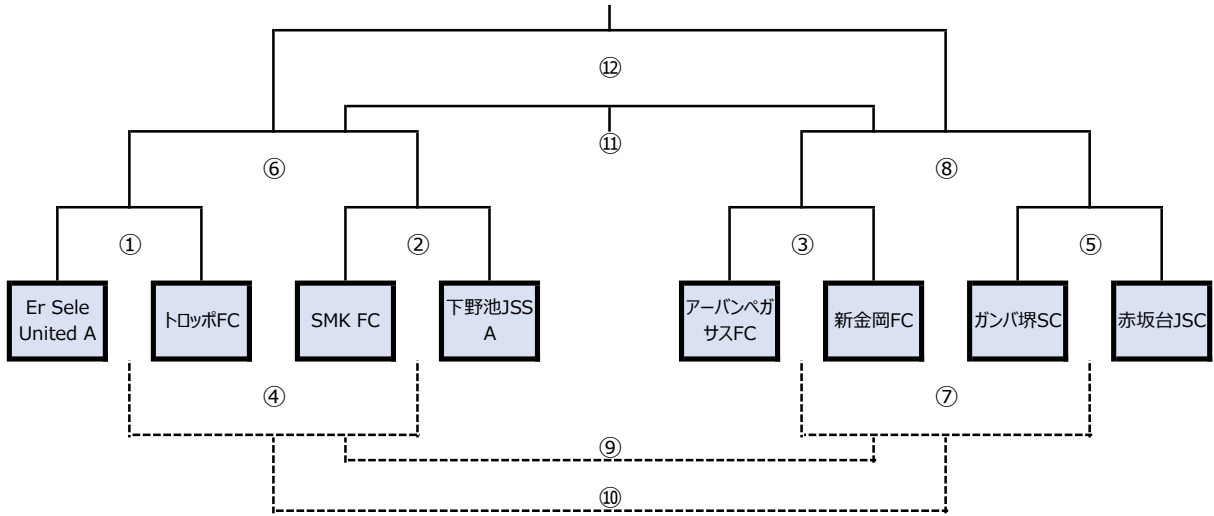 ⑫
⑪
⑥
⑧
①
②
③
⑤
Er Sele
United A
トロッポFC
SMK FC
下野池JSS
A
アーバンペガ
サスFC
新金岡FC
ガンバ堺SC
赤坂台JSC
④
⑦
⑨
⑩